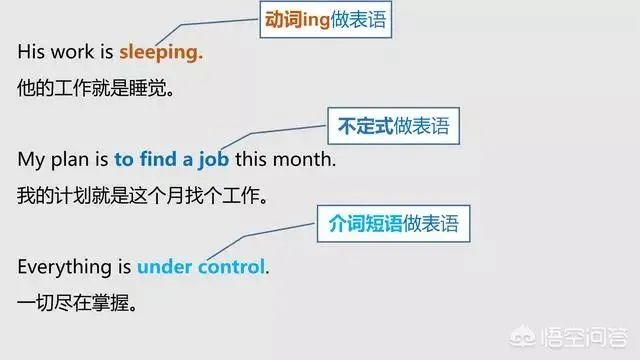 动词ing做表语
His work is sleeping.
他的工作就是睡觉。
不定式做表语
My plan is to find a job this month.
我的计划就是这个月找个工作。
介词短语做表语
Everything is under control.
一切尽在掌握。
悟空问答